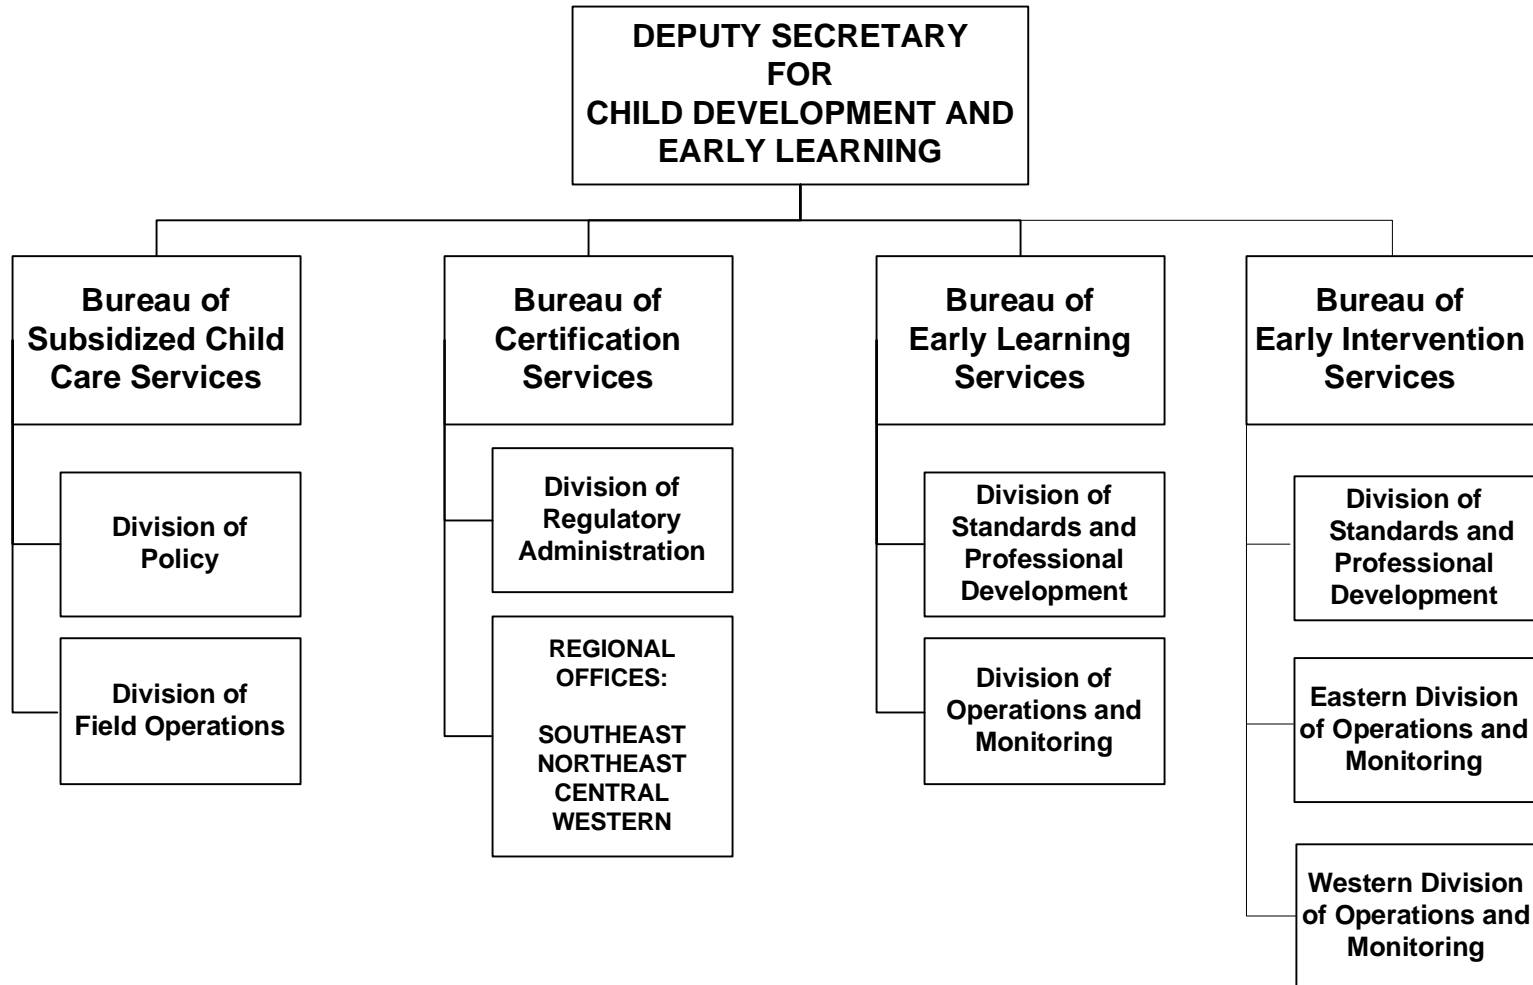 DEPUTY SECRETARY
FOR
CHILD DEVELOPMENT AND
EARLY LEARNING
Bureau of
Subsidized Child
Care Services
Division of
Policy
Division of
Field Operations
Bureau of
Certification
Services
Division of
Regulatory
Administration
REGIONAL
OFFICES:
SOUTHEAST
NORTHEAST
CENTRAL
WESTERN
Bureau of
Early Learning
Services
Division of
Standards and
Professional
Development
Division of
Operations and
Monitoring
Bureau of
Early Intervention
Services
Division of
Standards and
Professional
Development
Eastern Division
of Operations and
Monitoring
Western Division
of Operations and
Monitoring